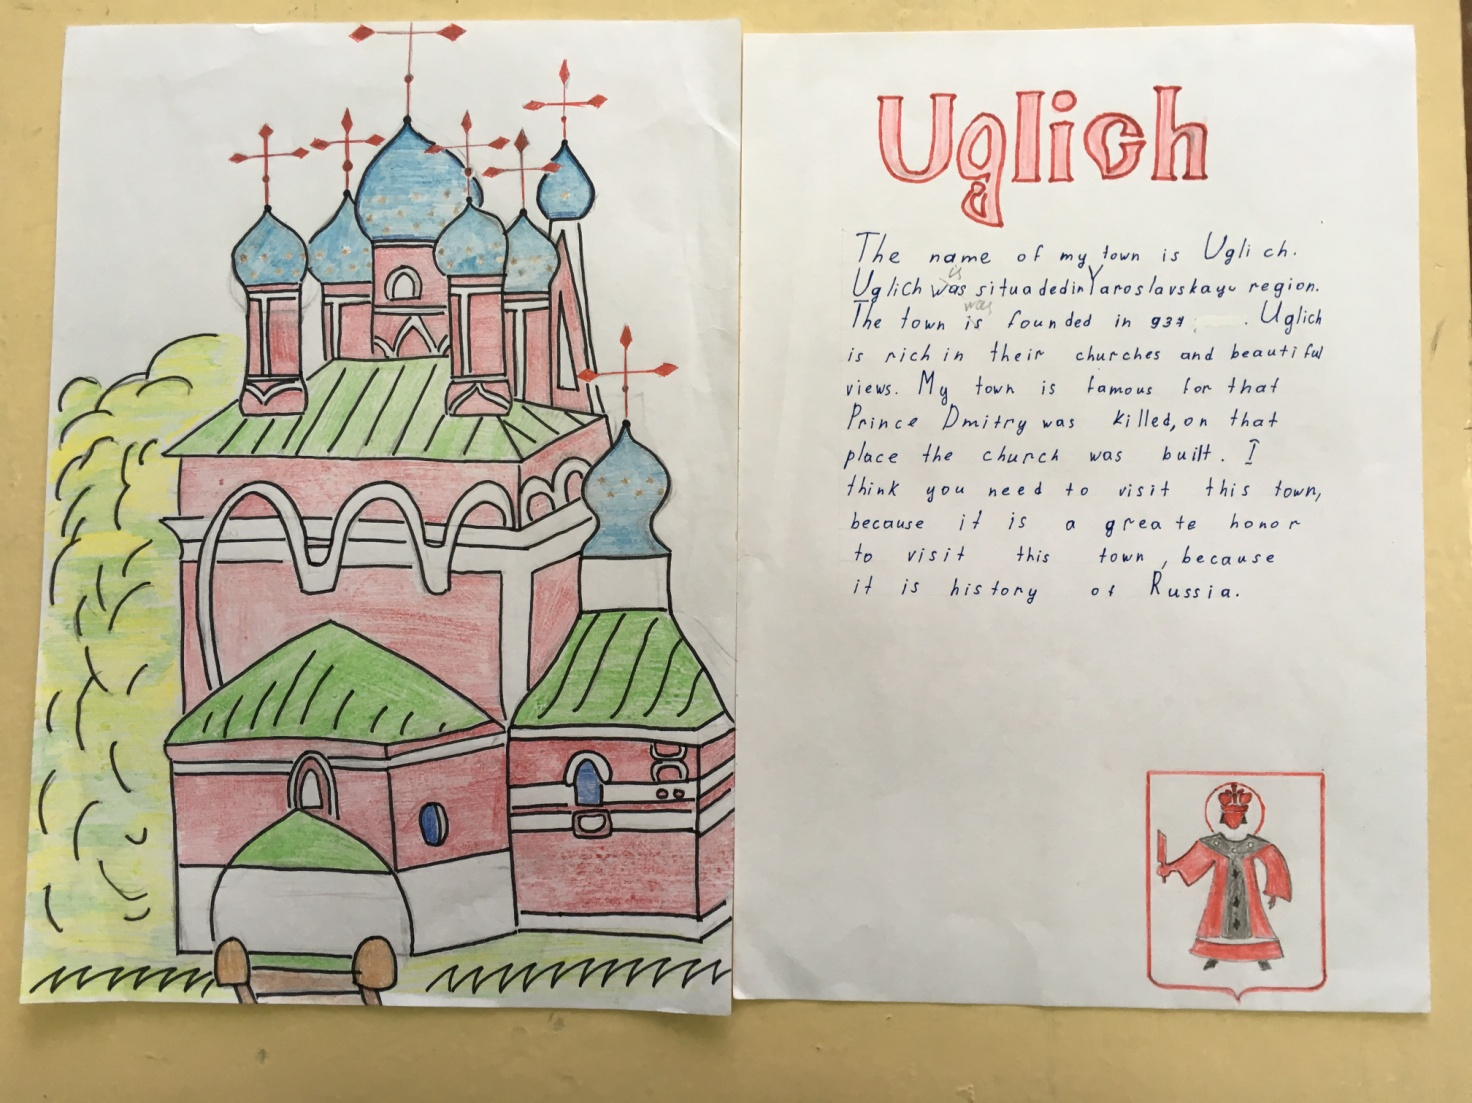 Uglich
The name of my town is Uglich.
is
Uglich was situadedin Yaroslavskaya region.
was
The town is founded in 937 . Uglich
is rich in their churches and beautiful
views. My town is famous for that
Prince Dmitry was killed, on that
place the church was built. I
think you need to visit this town,
because it is a greate honor
to visit this town, because
it is history of Russia.